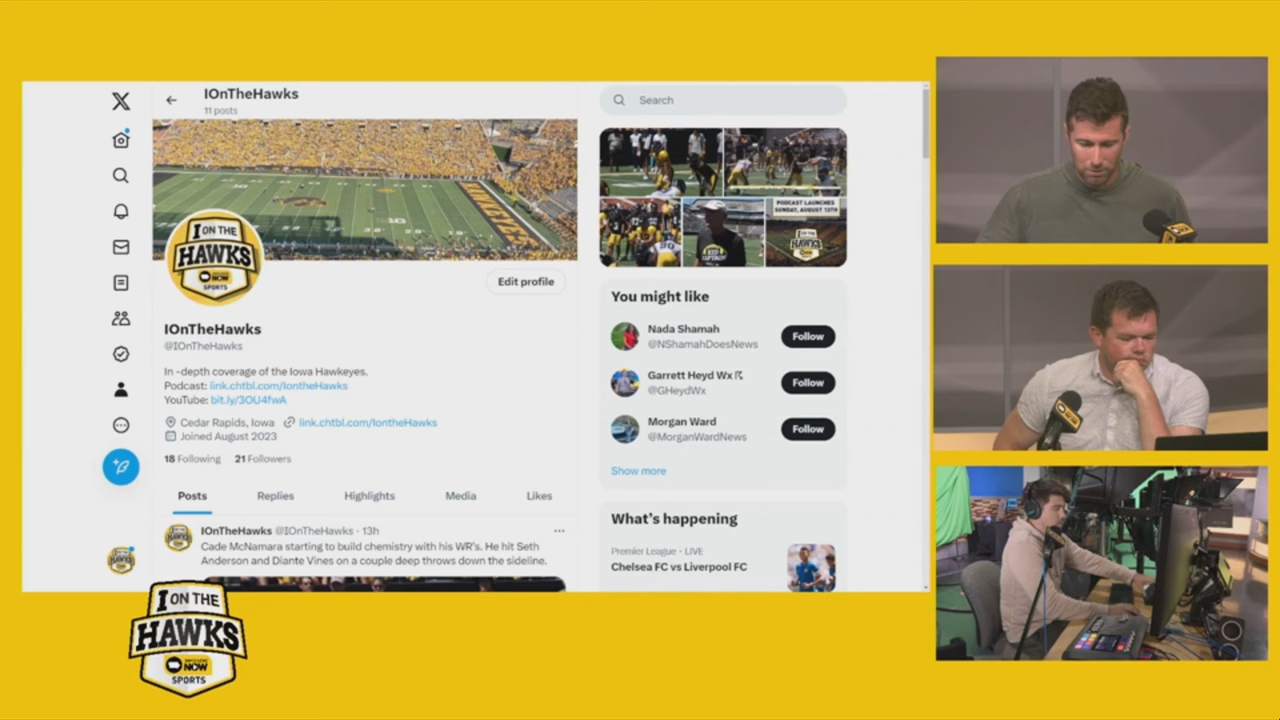 IOnTheHawks
11 posts
Search
HAWKEYES
PODCAST LAUNCHES
SUNDAY, AUGUST 13TH
I ON THE
HAWKS
I ON THE
HAWKS
NOW
SPORTS
Edit profile
IOnTheHawks
@IOnTheHawks
In -depth coverage of the Iowa Hawkeyes.
Podcast: link.chtbl.com/IontheHawks
YouTube: bit.ly/3OU4fwA
Cedar Rapids, Iowa link.chtbl.com/IontheHawks
Joined August 2023
18 Following 21 Followers
Posts Replies Highlights Media Likes
IOnTheHawks @IOnTheHawks · 13h
Cade McNamara starting to build chemistry with his WR's. He hit Seth
Anderson and Diante Vines on a couple deep throws down the sideline.
You might like
Nada Shamah
@NShamahDoesNews
Follow
Garrett Heyd Wx
@GHeydWx
Follow
Morgan Ward
@MorganWardNews
Follow
Show more
What's happening
Premier League · LIVE
Chelsea FC vs Liverpool FC
I ON THE
HAWKS
NOW
SPORTS